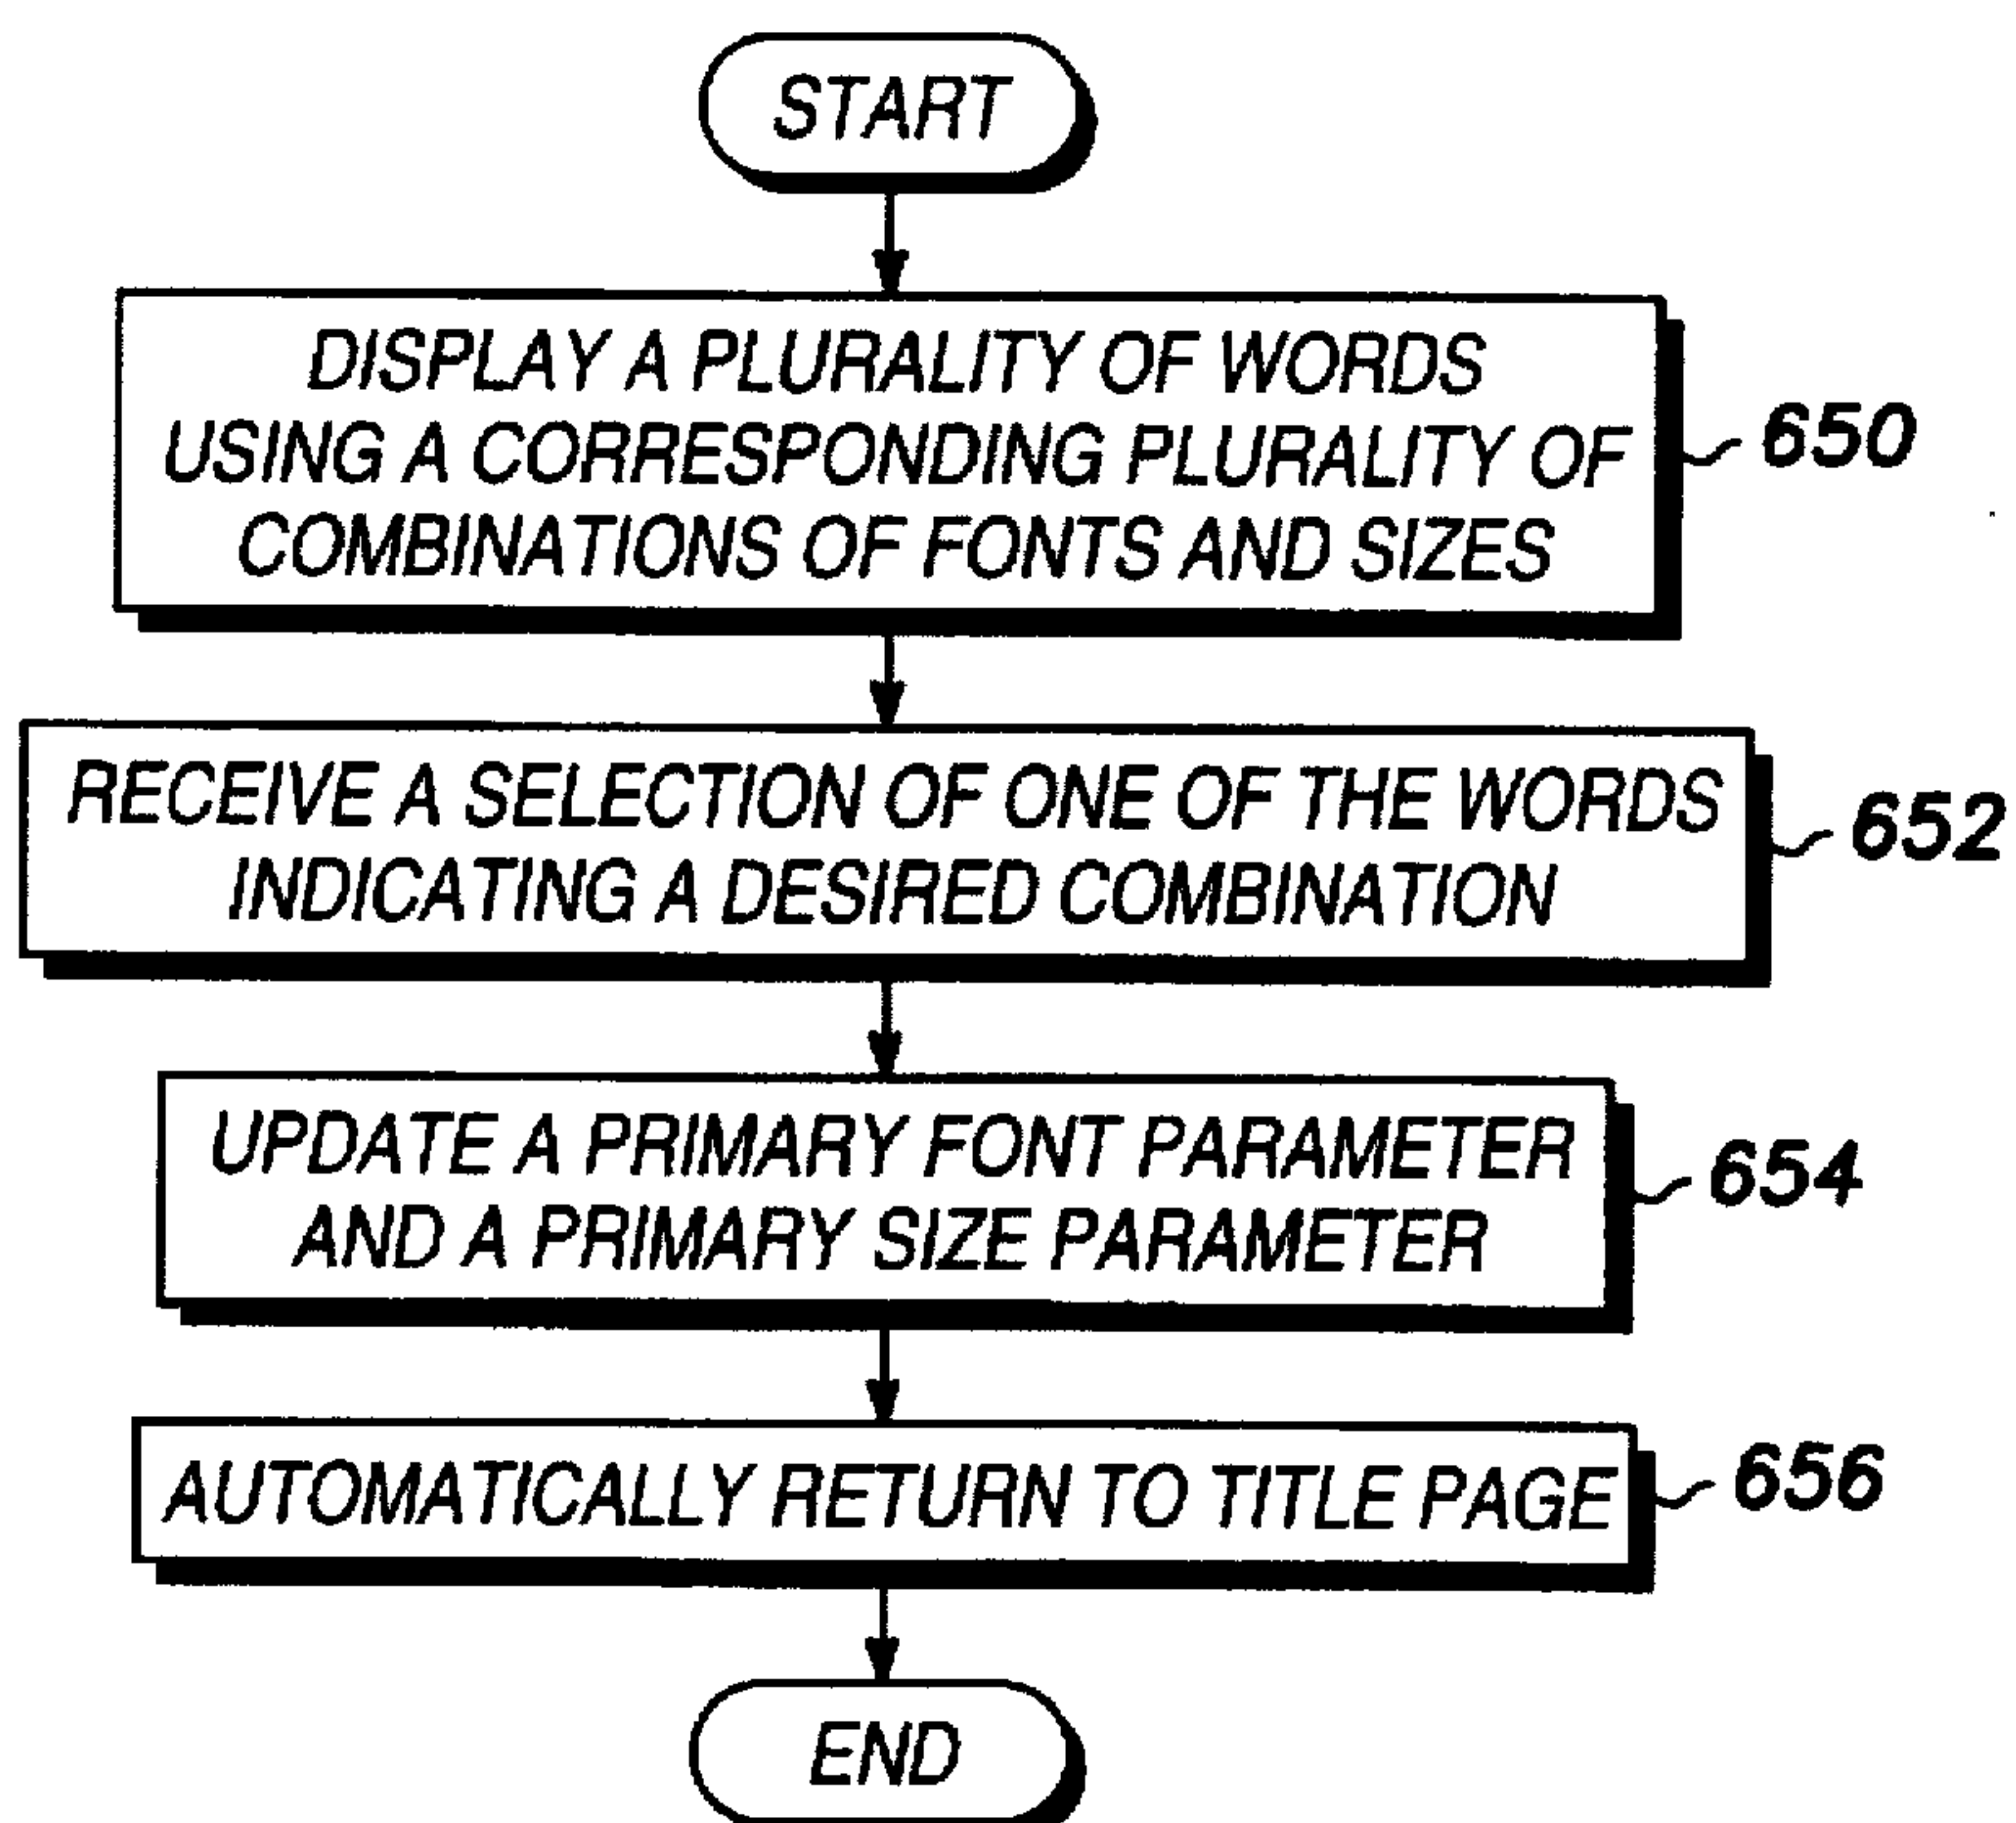 START
DISPLAY A PLURALITY OF WORDS
USING A CORRESPONDING PLURALITY OF
COMBINATIONS OF FONTS AND SIZES
650
RECEIVE A SELECTION OF ONE OF THE WORDS
INDICATING A DESIRED COMBINATION
652
UPDATE A PRIMARY FONT PARAMETER
AND A PRIMARY SIZE PARAMETER
654
AUTOMATICALLY RETURN TO TITLE PAGE
656
END